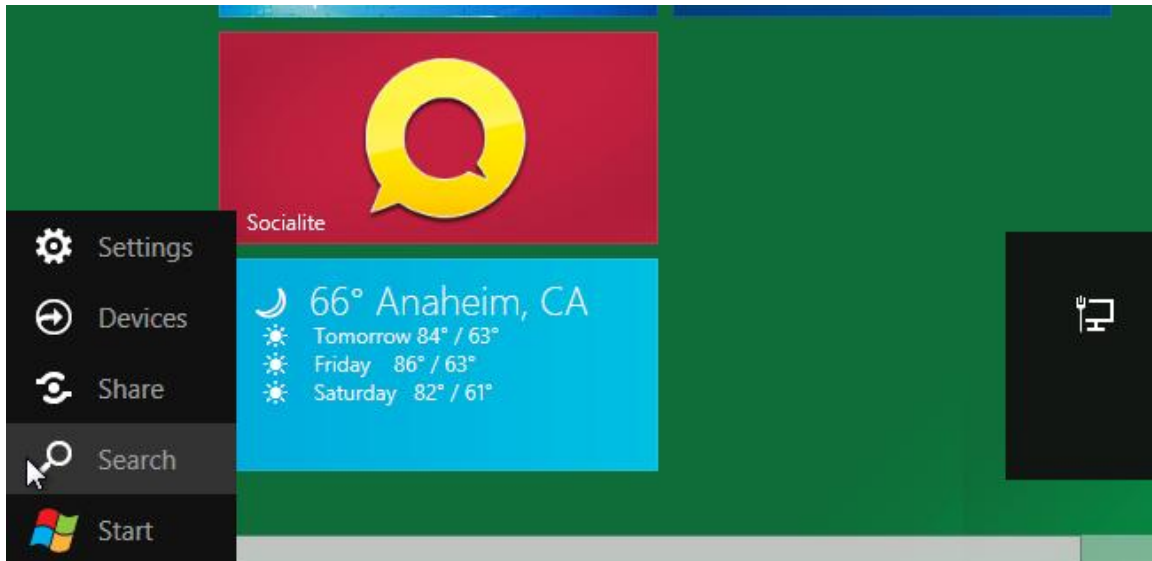 Socialite
Settings
Devices
Share
Search
Start
66° Anaheim, CA
Tomorrow 84° / 63°
Friday 86° / 63°
Saturday 82° / 61°